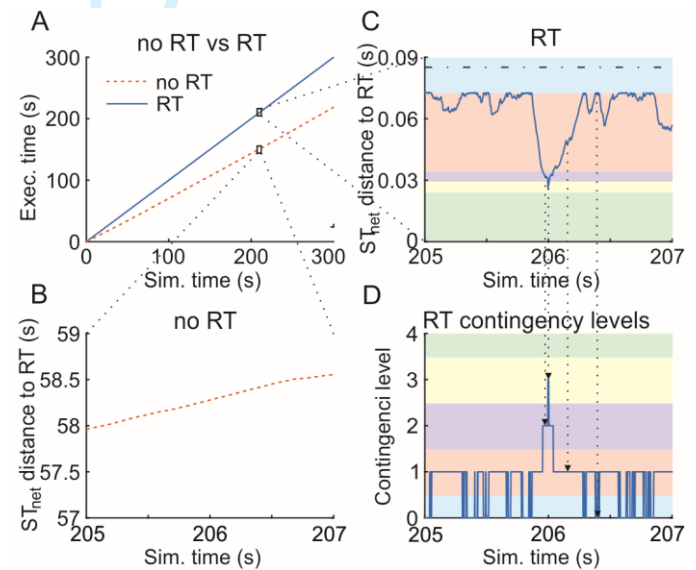 A
no RT vs RT
300
200
100
0
Exec. time (s)
no RT
RT
0
100
200
300
Sim. time (s)
C
RT
0.09
0.06
0.03
0
ST_net distance to RT (s)
205
206
207
Sim. time (s)
B
no RT
59
58.5
58
57.5
57
ST_net distance to RT (s)
205
206
207
Sim. time (s)
D
RT contingency levels
4
3
2
1
0
Contingenci level
205
206
207
Sim. time (s)